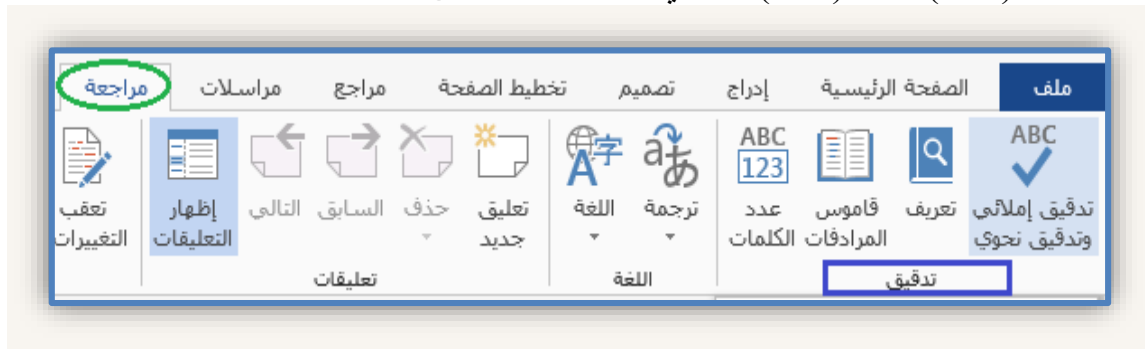 ملف الصفحة الرئيسية إدراج تصميم تخطيط الصفحة مراجع مراسلات مراجعة
ABC
تدقيق إملائي وتدقيق نحوي
تعريف
قاموس المرادفات
ABC
123
عدد الكلمات
ترجمة
اللغة
تعليق جديد
حذف
السابق
التالي
إظهار التعليقات
تعقب التغييرات
تدقيق
اللغة
تعليقات